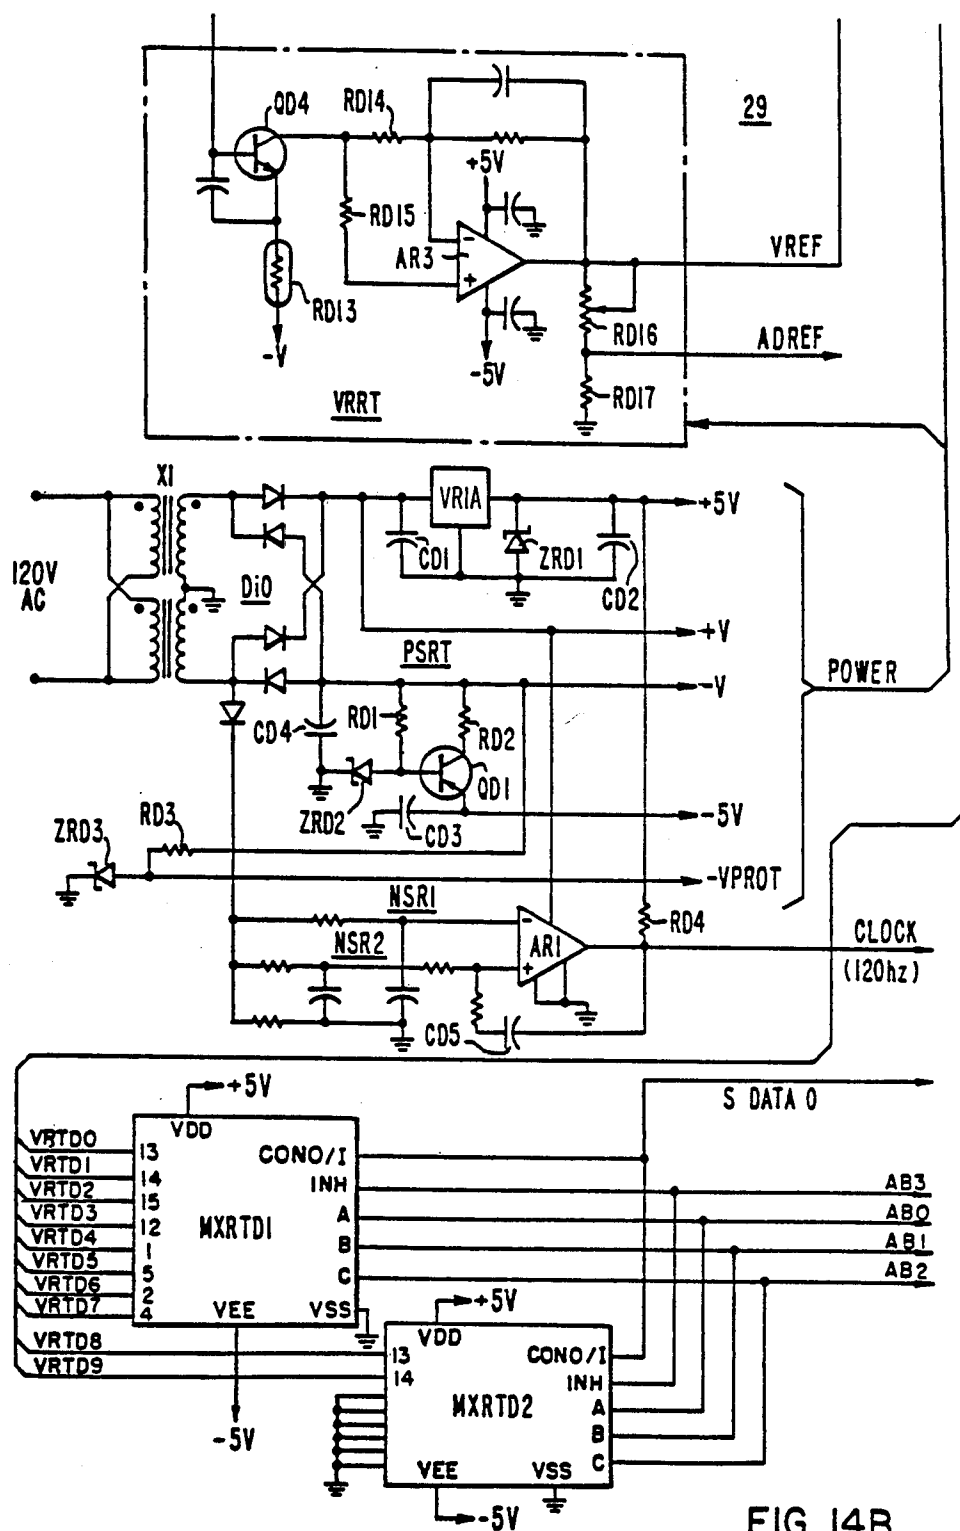 QD4
RD14
29
+5V
RD15
AR3
-
+
VREF
RD13
RD16
-V
ADREF
-5V
RD17
VRRT
X1
VR1A
+5V
120V
AC
CD1
ZRD1
DiO
CD2
+V
PSRT
POWER
-V
CD4
RD1
RD2
QD1
ZRD2
-5V
RD3
CD3
ZRD3
-VPROT
NSR1
RD4
-
CLOCK
NSR2
AR1
+
(120hz)
CD5
+5V
S DATA 0
VDD
VRTD0
13
CONO/I
VRTD1
14
INH
AB3
VRTD2
15
VRTD3
12
MXRTD1
A
AB0
VRTD4
1
B
AB1
VRTD5
5
C
AB2
VRTD6
2
VRTD7
4
VEE
VSS
+5V
VDD
VRTD8
13
CONO/I
VRTD9
14
INH
MXRTD2
A
B
-5V
C
VEE
VSS
-5V
FIG. 14B